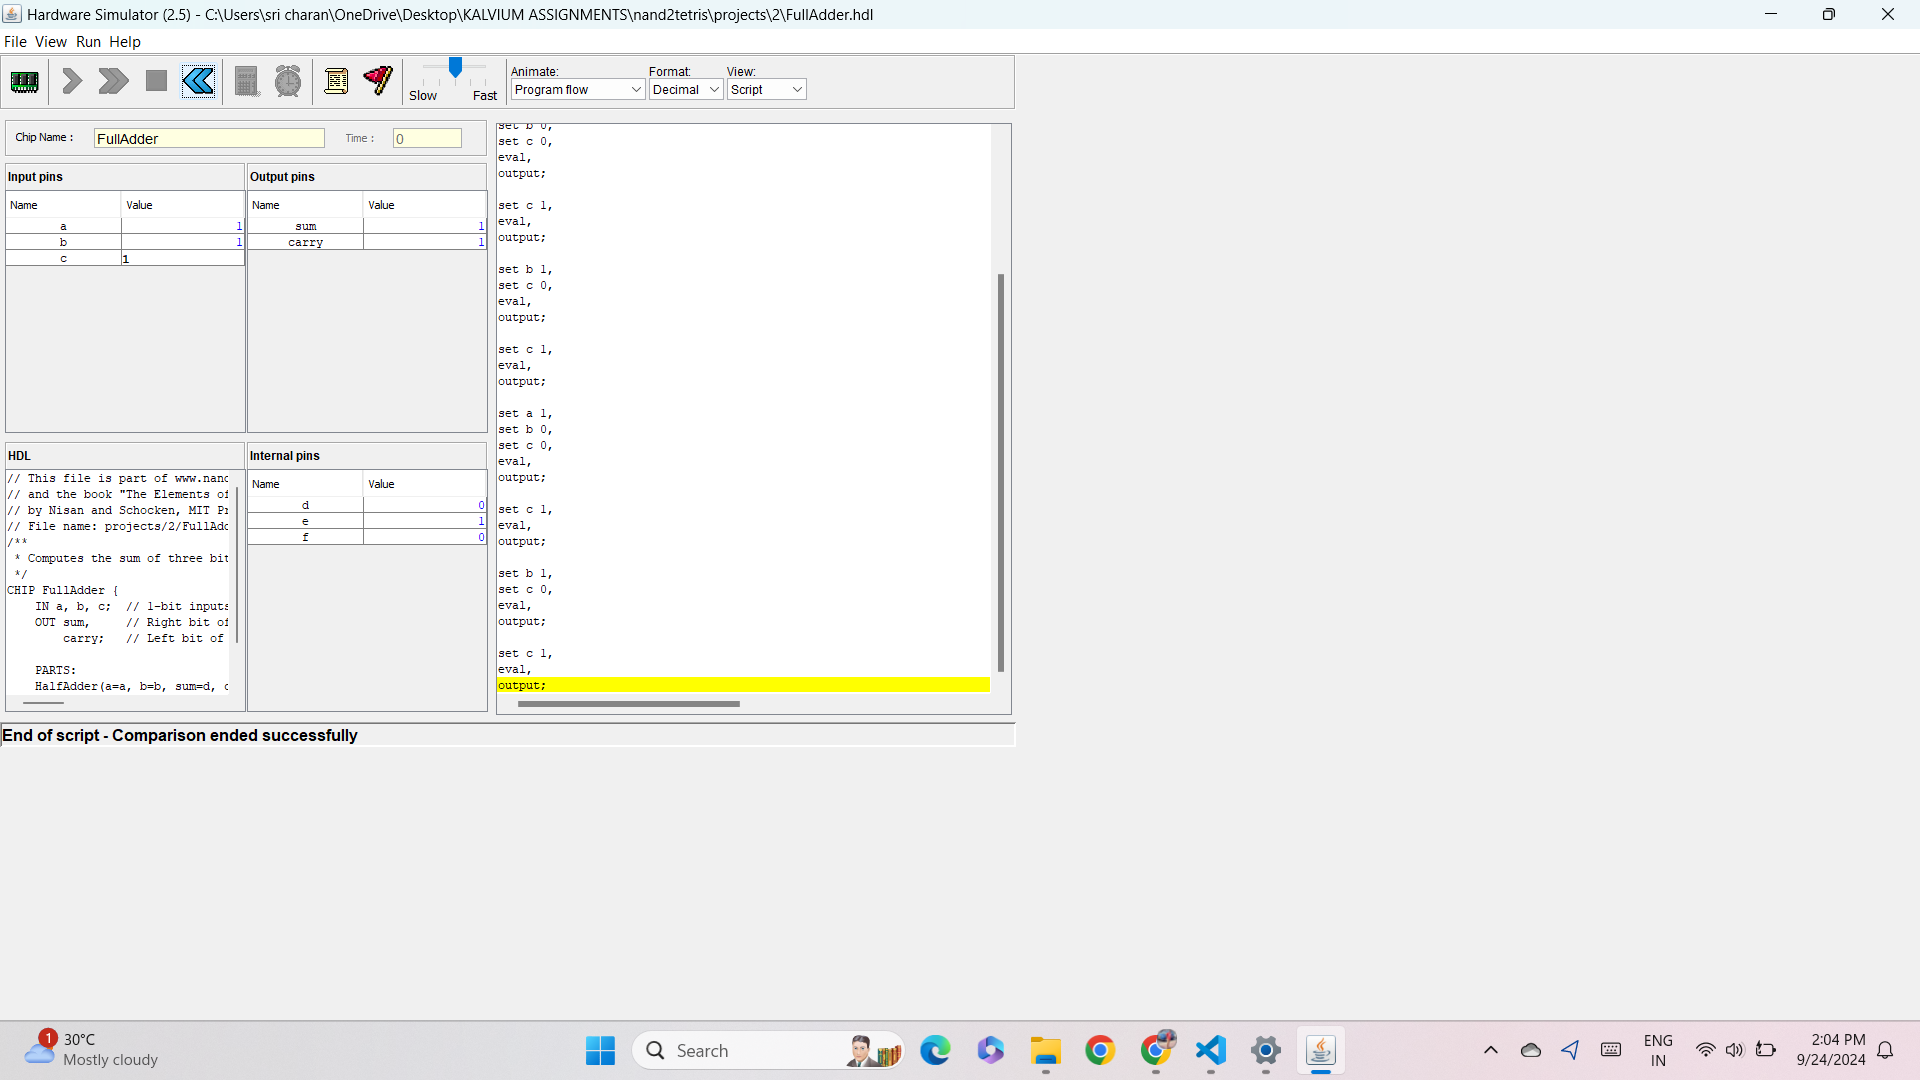 Hardware Simulator (2.5) - C:\Users\sri charan\OneDrive\Desktop\KALVIUM ASSIGNMENTS\nand2tetris\projects\2\FullAdder.hdl
File View Run Help
Slow Fast
Animate: Format: View:
Program flow Decimal Script
Chip Name : FullAdder Time : 0
Input pins
Name Value
a 1
b 1
c 1
Output pins
Name Value
sum 1
carry 1
HDL
// This file is part of www.nand
// and the book "The Elements of
// by Nisan and Schocken, MIT Pr
// File name: projects/2/FullAdd
/**
* Computes the sum of three bit
*/
CHIP FullAdder {
IN a, b, c; // 1-bit inputs
OUT sum, // Right bit of
carry; // Left bit of
PARTS:
HalfAdder(a=a, b=b, sum=d, c
Internal pins
Name Value
d 0
e 1
f 0
set b 0,
set c 0,
eval,
output;
set c 1,
eval,
output;
set b 1,
set c 0,
eval,
output;
set c 1,
eval,
output;
set a 1,
set b 0,
set c 0,
eval,
output;
set c 1,
eval,
output;
set b 1,
set c 0,
eval,
output;
set c 1,
eval,
output;
End of script - Comparison ended successfully
1
30°C
Mostly cloudy
Search
ENG
IN
2:04 PM
9/24/2024